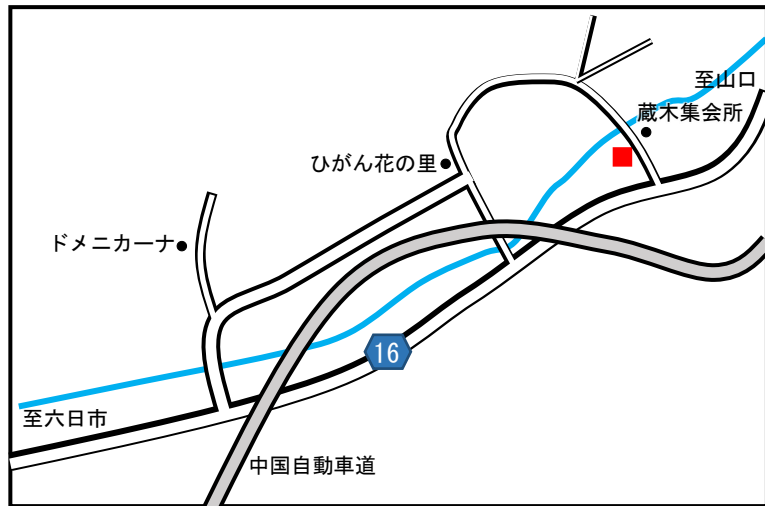 至山口
蔵木集会所
ひがん花の里
ドメニカーナ
16
至六日市
中国自動車道